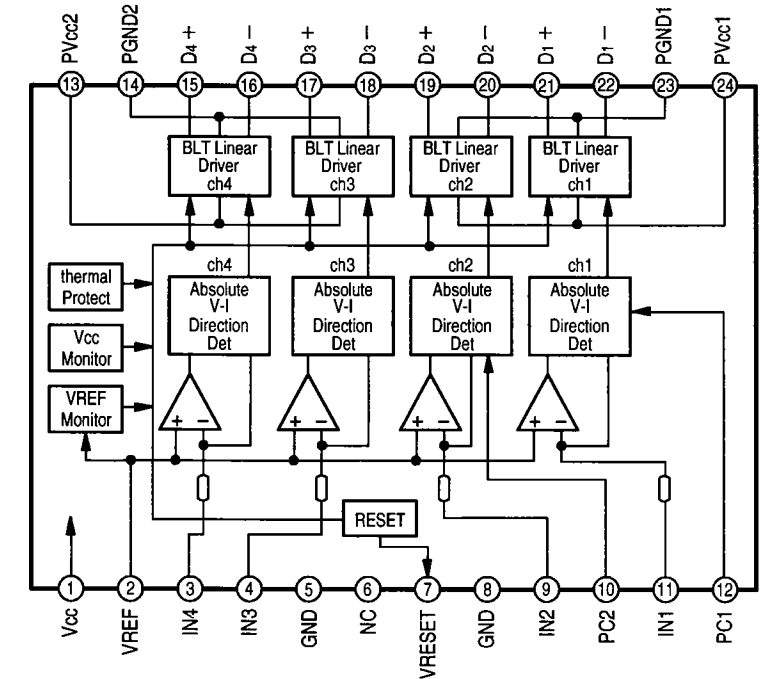 PVcc2
PGND2
D4 +
D4 −
D3 +
D3 −
D2 +
D2 −
D1 +
D1 −
PGND1
PVcc1
13
14
15
16
17
18
19
20
21
22
23
24
BLT Linear
Driver
ch4
BLT Linear
Driver
ch3
BLT Linear
Driver
ch2
BLT Linear
Driver
ch1
thermal
Protect
Vcc
Monitor
VREF
Monitor
ch4
Absolute
V-I
Direction
Det
ch3
Absolute
V-I
Direction
Det
ch2
Absolute
V-I
Direction
Det
ch1
Absolute
V-I
Direction
Det
+ −
+ −
+ −
+ −
RESET
1
2
3
4
5
6
7
8
9
10
11
12
Vcc
VREF
IN4
IN3
GND
NC
VRESET
GND
IN2
PC2
IN1
PC1